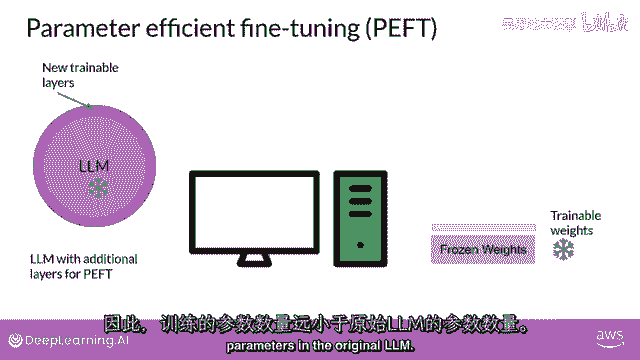 Parameter efficient fine-tuning (PEFT)
New trainable
layers
LLM
LLM with additional
layers for PEFT
Trainable
weights
Frozen Weights
因此，训练的参数数量远小于原始LLM的参数数量。
parameters in the original LLM.
DeepLearning.AI
aws